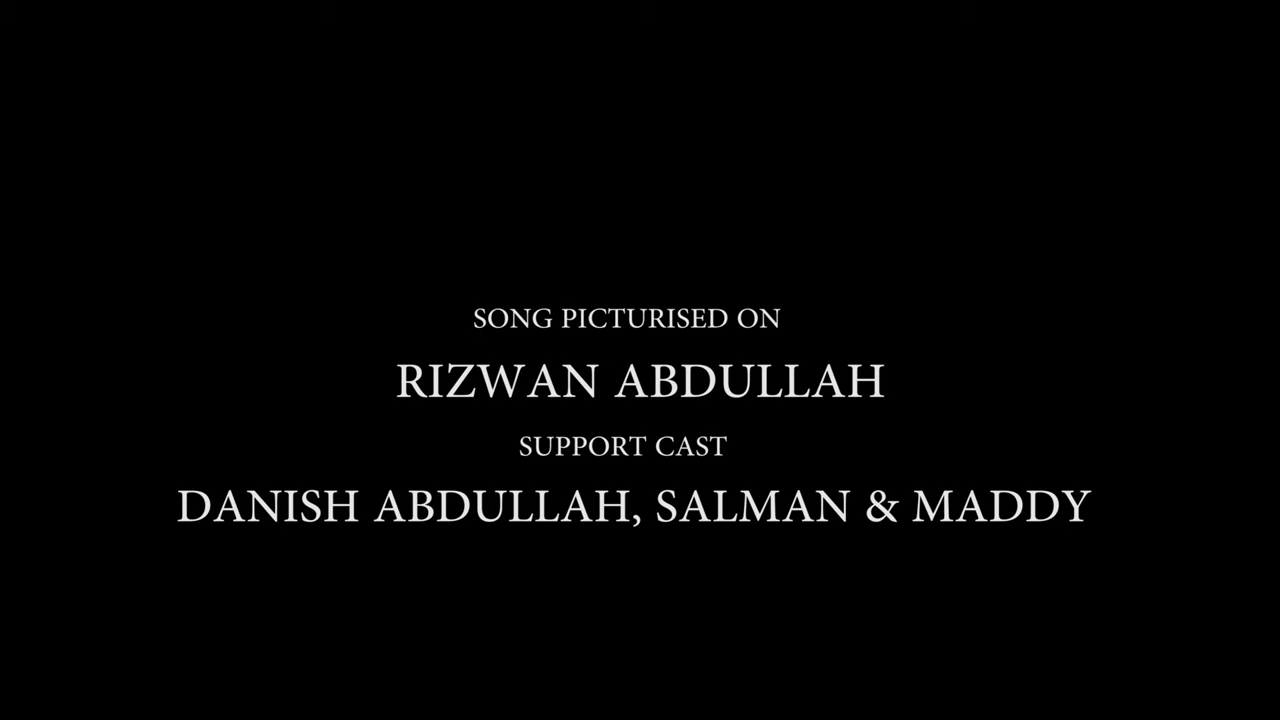 SONG PICTURISED ON
RIZWAN ABDULLAH
SUPPORT CAST
DANISH ABDULLAH, SALMAN & MADDY